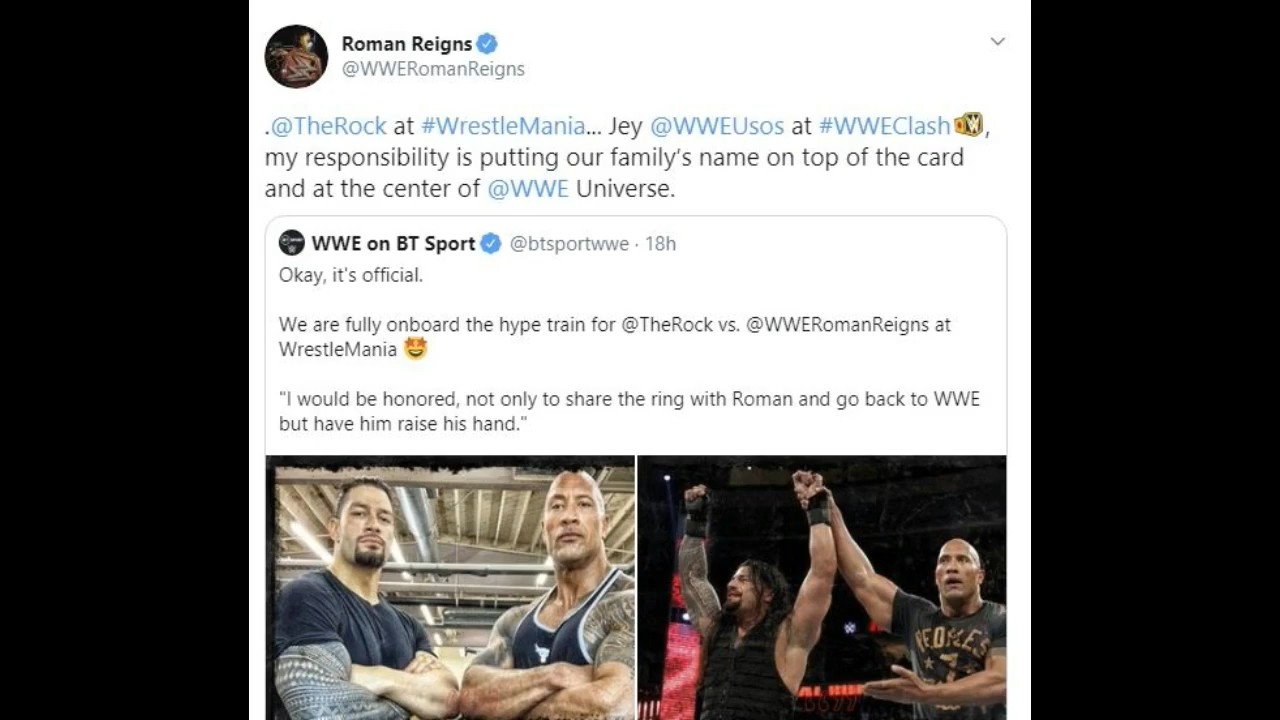 Roman Reigns
@WWERomanReigns
.@TheRock at #WrestleMania... Jey @WWEUsos at #WWEClash,
my responsibility is putting our family's name on top of the card
and at the center of @WWE Universe.
WWE on BT Sport @btsportwwe · 18h
Okay, it's official.
We are fully onboard the hype train for @TheRock vs. @WWERomanReigns at
WrestleMania 🤩
"I would be honored, not only to share the ring with Roman and go back to WWE
but have him raise his hand."
PEOPLE'S